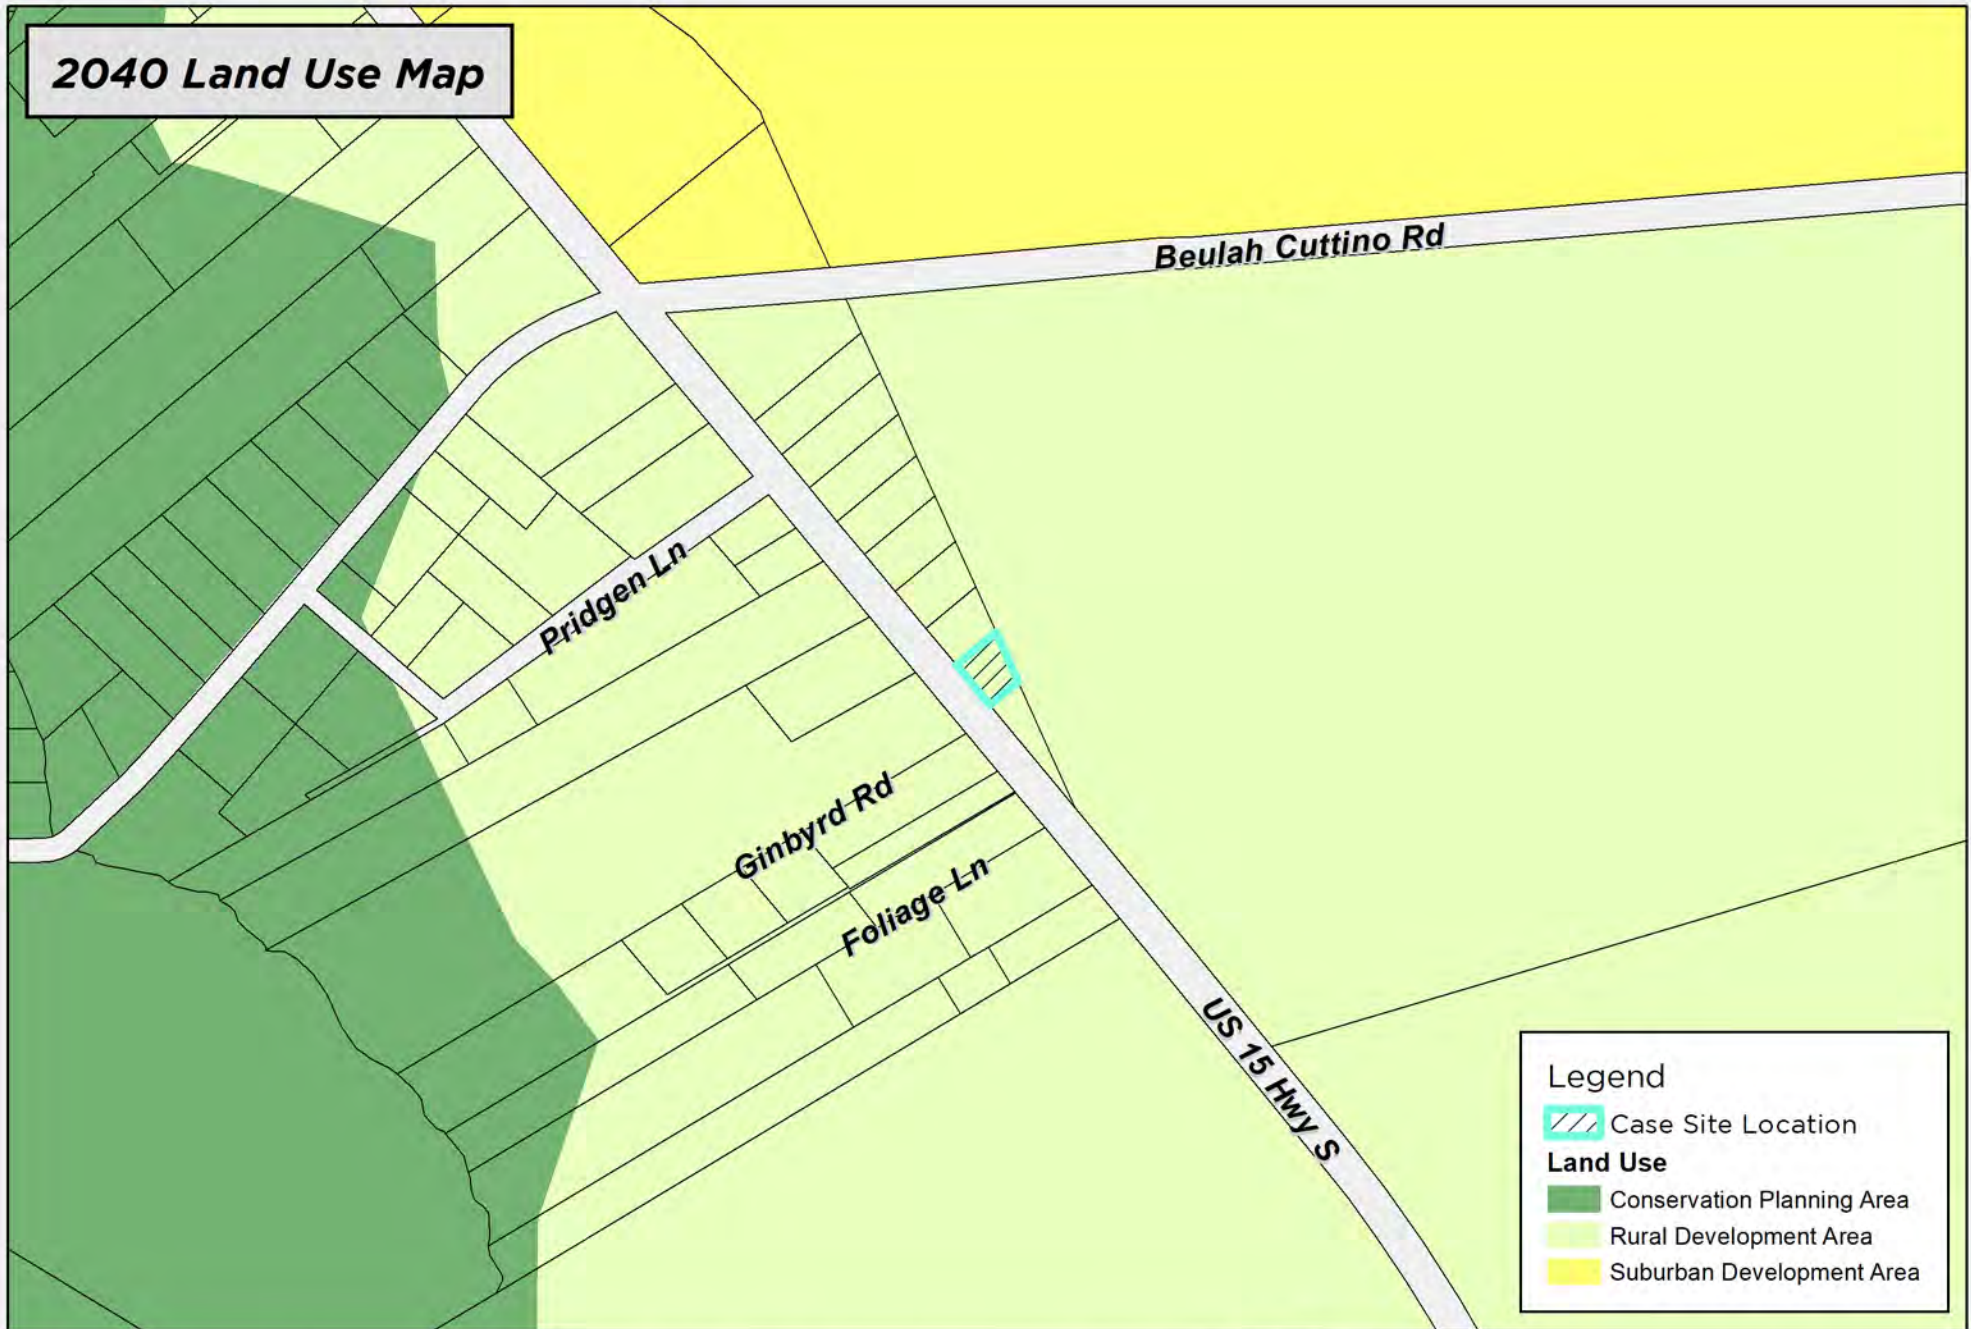 2040 Land Use Map
Beulah Cuttino Rd
Pridgen Ln
Ginbyrd Rd
Foliage Ln
US 15 Hwy S
Legend
Case Site Location
Land Use
Conservation Planning Area
Rural Development Area
Suburban Development Area